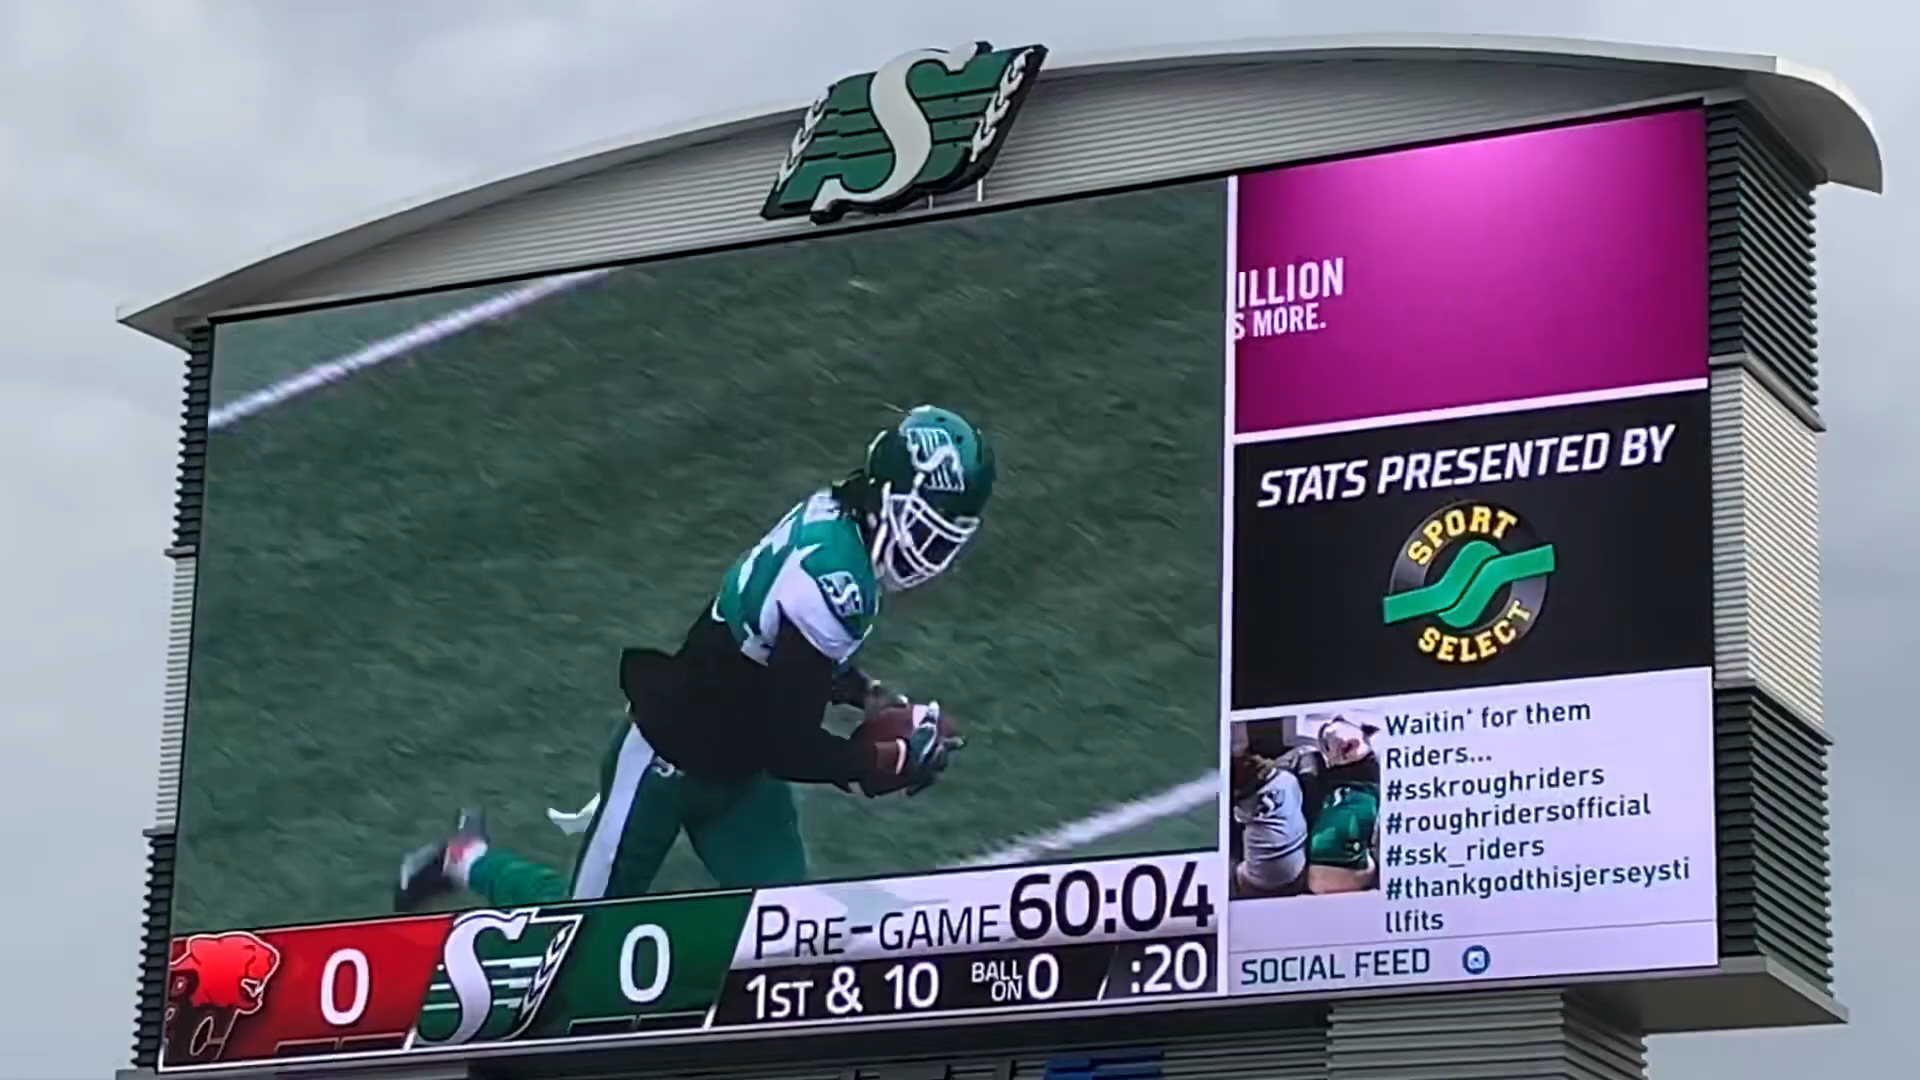 S
ILLION
S MORE.
STATS PRESENTED BY
SPORT
SELECT
Waitin' for them
Riders...
#sskroughriders
#roughridersofficial
#ssk_riders
#thankgodthisjerseysti
llfits
SOCIAL FEED
0
S
0
PRE-GAME 60:04
1ST & 10 BALL ON 0 / :20